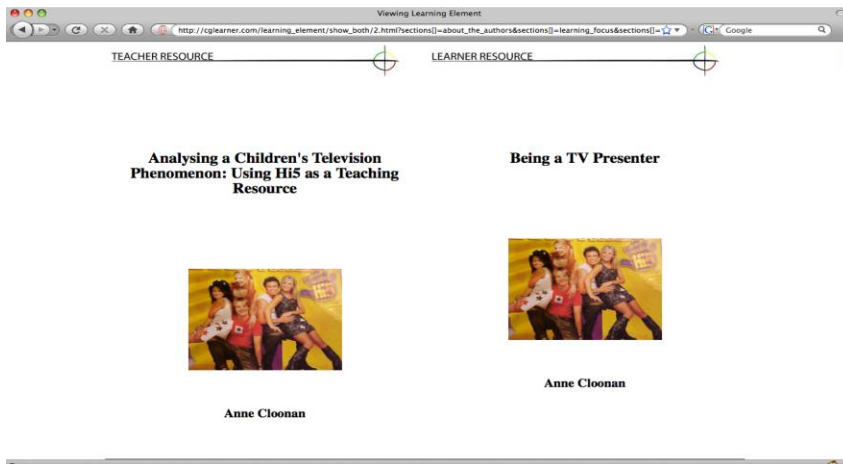 Viewing Learning Element
http://cglearner.com/learning_element/show_both/2.html?sections[]=about_the_authors&sections[]=learning_focus&sections[]=
Google
TEACHER RESOURCE
LEARNER RESOURCE
Analysing a Children's Television
Phenomenon: Using Hi5 as a Teaching
Resource
Being a TV Presenter
Anne Cloonan
Anne Cloonan